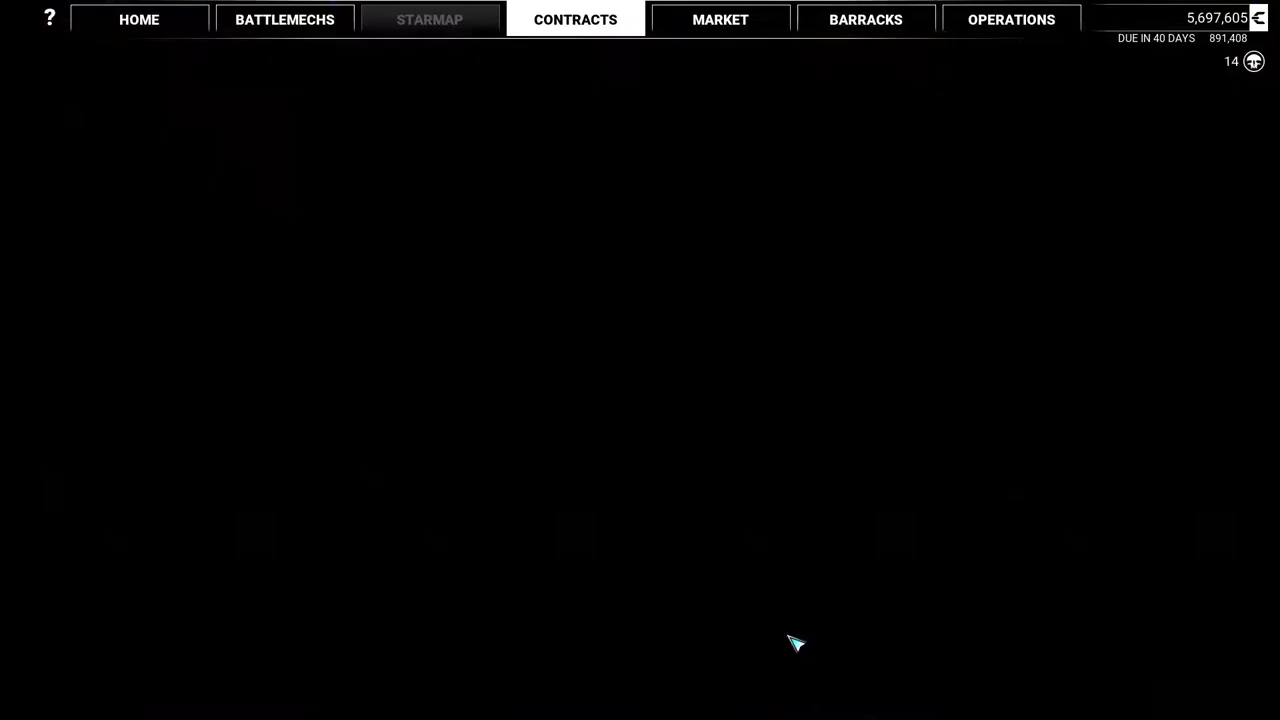 ?
HOME
BATTLEMECHS
STARMAP
CONTRACTS
MARKET
BARRACKS
OPERATIONS
5,697,605
DUE IN 40 DAYS 891,408
14